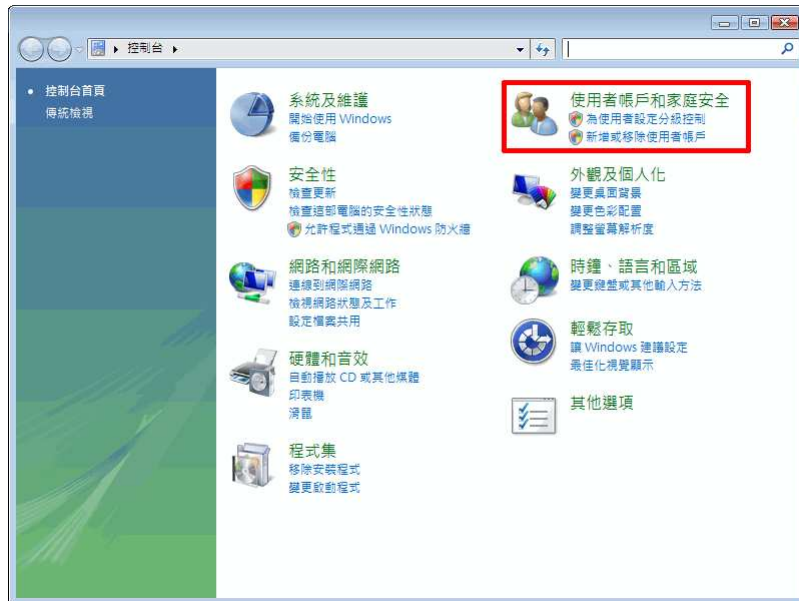 控制台
控制台首頁
傳統檢視
系統及維護
開始使用 Windows
備份電腦
安全性
檢查更新
檢查這部電腦的安全性狀態
允許程式通過 Windows 防火牆
網路和網際網路
連線到網際網路
檢視網路狀態及工作
設定檔案共用
硬體和音效
自動播放 CD 或其他媒體
印表機
滑鼠
程式集
移除安裝程式
變更啟動程式
使用者帳戶和家庭安全
為使用者設定分級控制
新增或移除使用者帳戶
外觀及個人化
變更桌面背景
變更色彩配置
調整螢幕解析度
時鐘、語言和區域
變更鍵盤或其他輸入方法
輕鬆存取
讓 Windows 建議設定
最佳化視覺顯示
其他選項